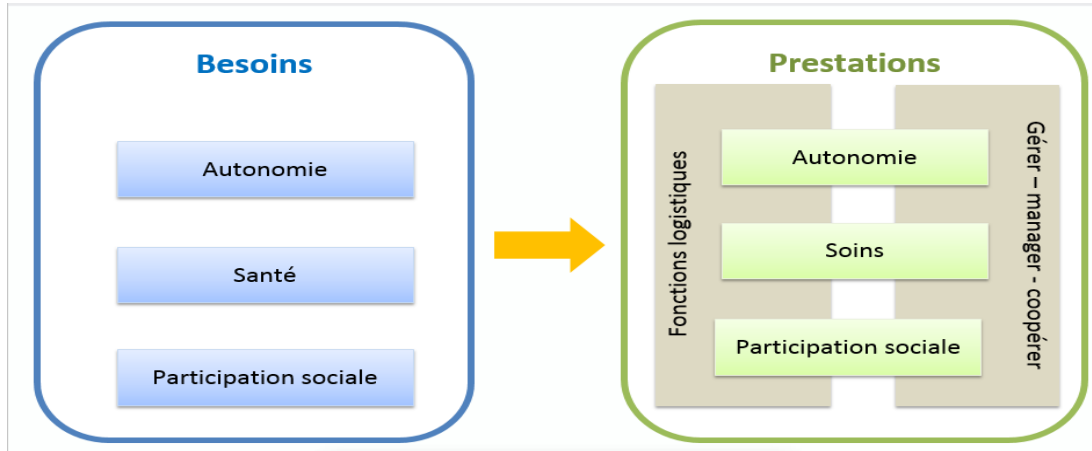 Besoins
Autonomie
Santé
Participation sociale
Prestations
Fonctions logistiques
Autonomie
Soins
Participation sociale
Gérer – manager - coopérer